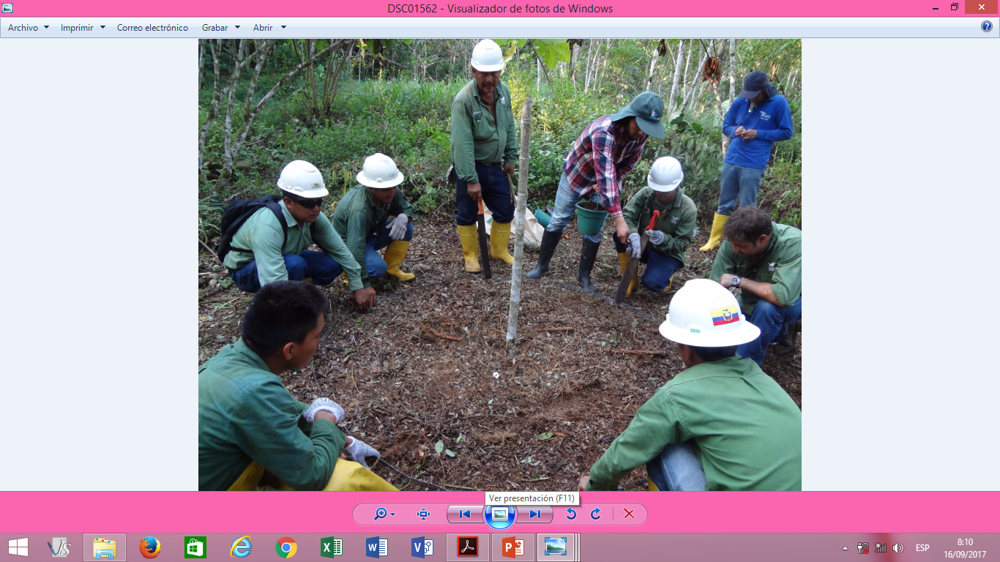 DSC01562 - Visualizador de fotos de Windows
Archivo Imprimir Correo electrónico Grabar Abrir
Ver presentación (F11)
ESP
8:10
16/09/2017